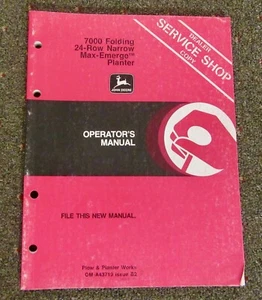 7000 Folding
24-Row Narrow
Max-Emerge™
Planter
DEALER
SERVICE SHOP
COPY
JOHN DEERE
OPERATOR'S
MANUAL
FILE THIS NEW MANUAL.
Plow & Planter Works
OM-A43710 Issue